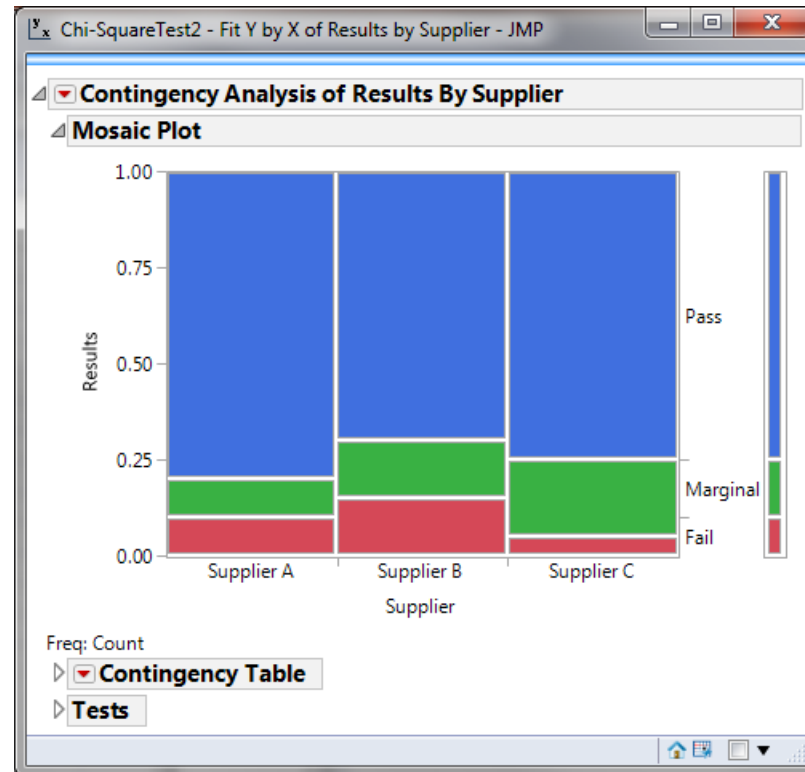 Chi-SquareTest2 - Fit Y by X of Results by Supplier - JMP
Contingency Analysis of Results By Supplier
Mosaic Plot
1.00
0.75
0.50
0.25
0.00
Results
Pass
Marginal
Fail
Supplier A Supplier B Supplier C
Supplier
Freq: Count
Contingency Table
Tests